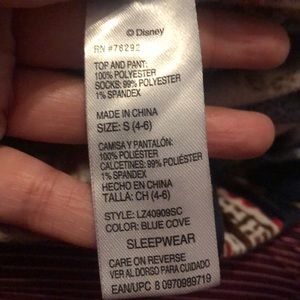 © Disney
RN #76292
TOP AND PANT:
100% POLYESTER
SOCKS: 99% POLYESTER
1% SPANDEX
MADE IN CHINA
SIZE: S (4-6)
CAMISA Y PANTALÓN:
100% POLIÉSTER
CALCETINES: 99% POLIÉSTER
1% SPANDEX
HECHO EN CHINA
TALLA: CH (4-6)
STYLE: LZ40909SC
COLOR: BLUE COVE
SLEEPWEAR
CARE ON REVERSE
VER AL DORSO PARA CUIDADO
EAN/UPC 8 0970989719